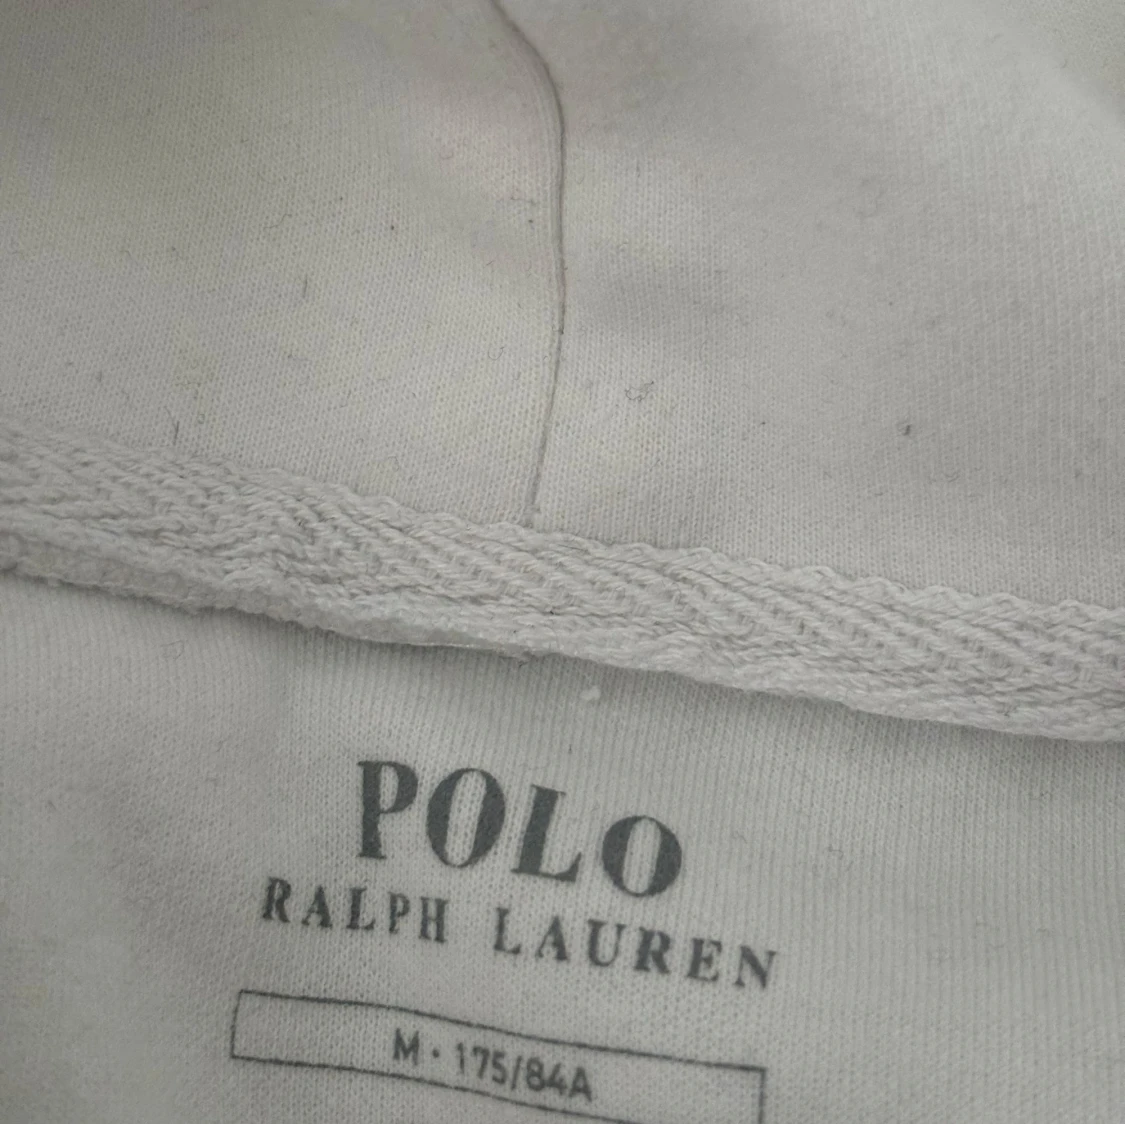 POLO
RALPH LAUREN
M · 175/84A